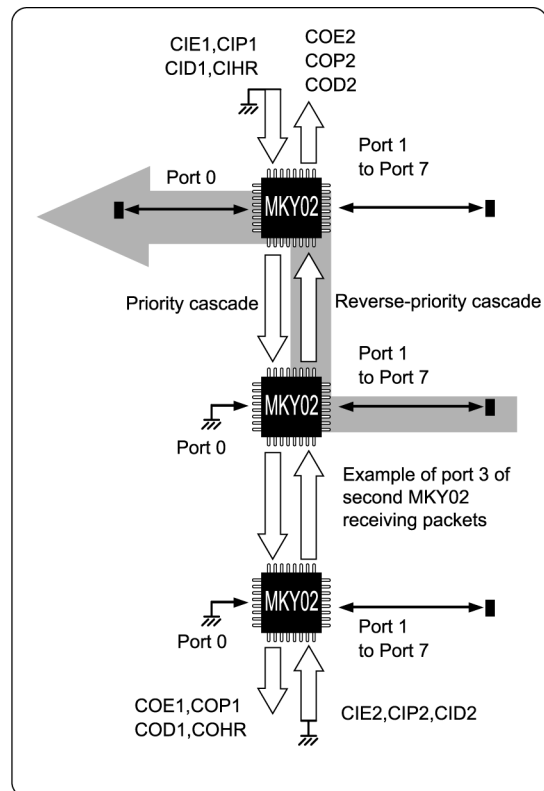 CIE1,CIP1
CID1,CIHR
COE2
COP2
COD2
Port 0
MKY02
Port 1
to Port 7
Priority cascade
Reverse-priority cascade
MKY02
Port 1
to Port 7
Port 0
Example of port 3 of
second MKY02
receiving packets
MKY02
Port 0
Port 1
to Port 7
COE1,COP1
COD1,COHR
CIE2,CIP2,CID2